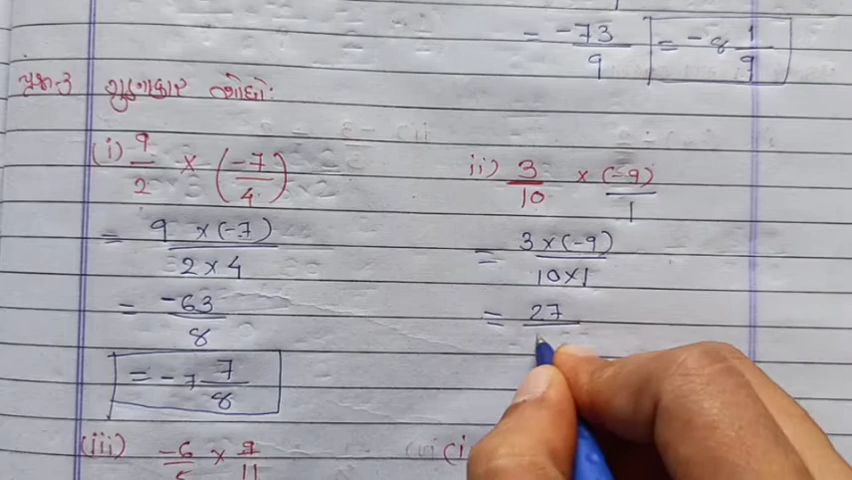 = -73/9 = -8 1/9
પ્રશ્ન-3 ગુણાકાર શોધો:
(i) 9/2 × (-7/4)
= 9 × (-7) / 2 × 4
= -63/8
= -7 7/8
ii) 3/10 × (-9)/1
= 3 × (-9) / 10 × 1
= 27
(iii) -6/5 × 9/11